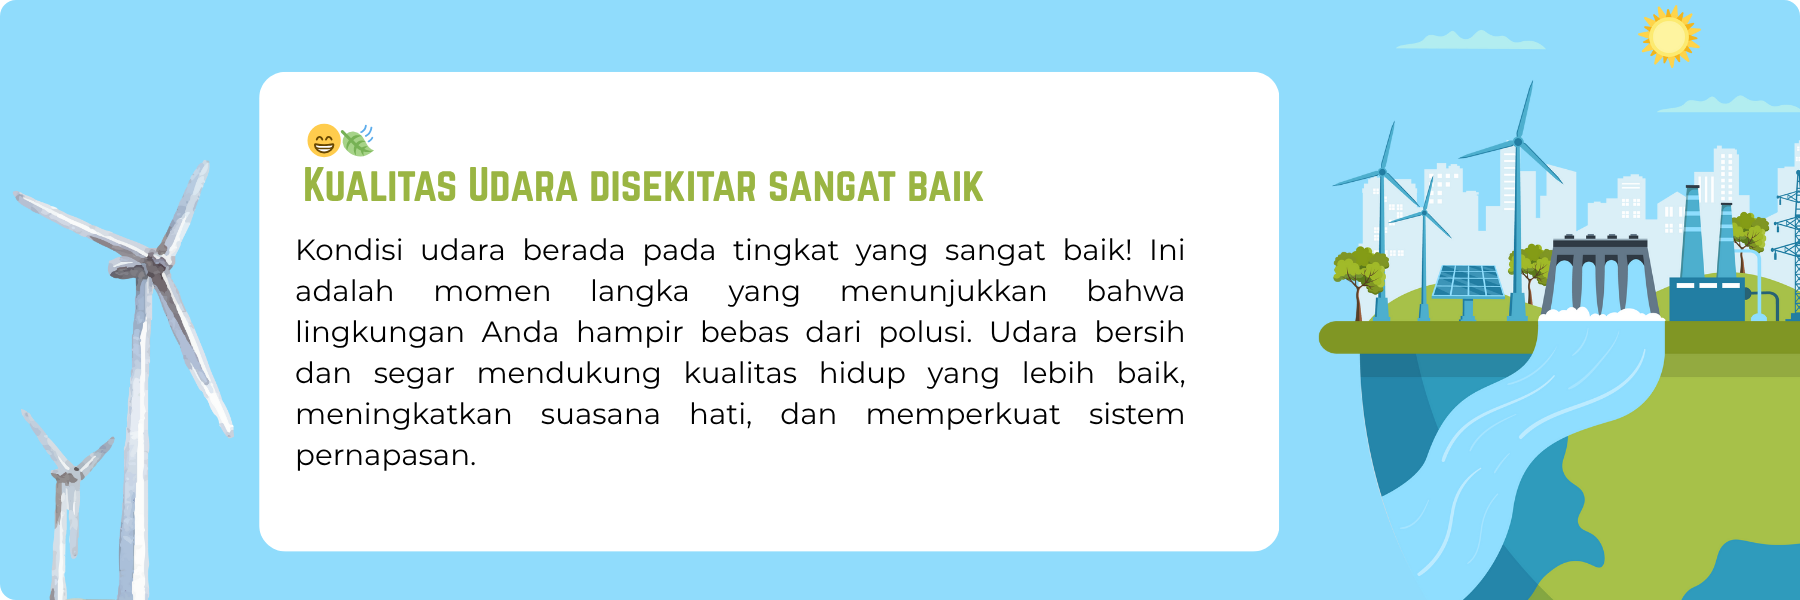 😁🍃
Kualitas Udara disekitar sangat baik
Kondisi udara berada pada tingkat yang sangat baik! Ini
adalah momen langka yang menunjukkan bahwa
lingkungan Anda hampir bebas dari polusi. Udara bersih
dan segar mendukung kualitas hidup yang lebih baik,
meningkatkan suasana hati, dan memperkuat sistem
pernapasan.